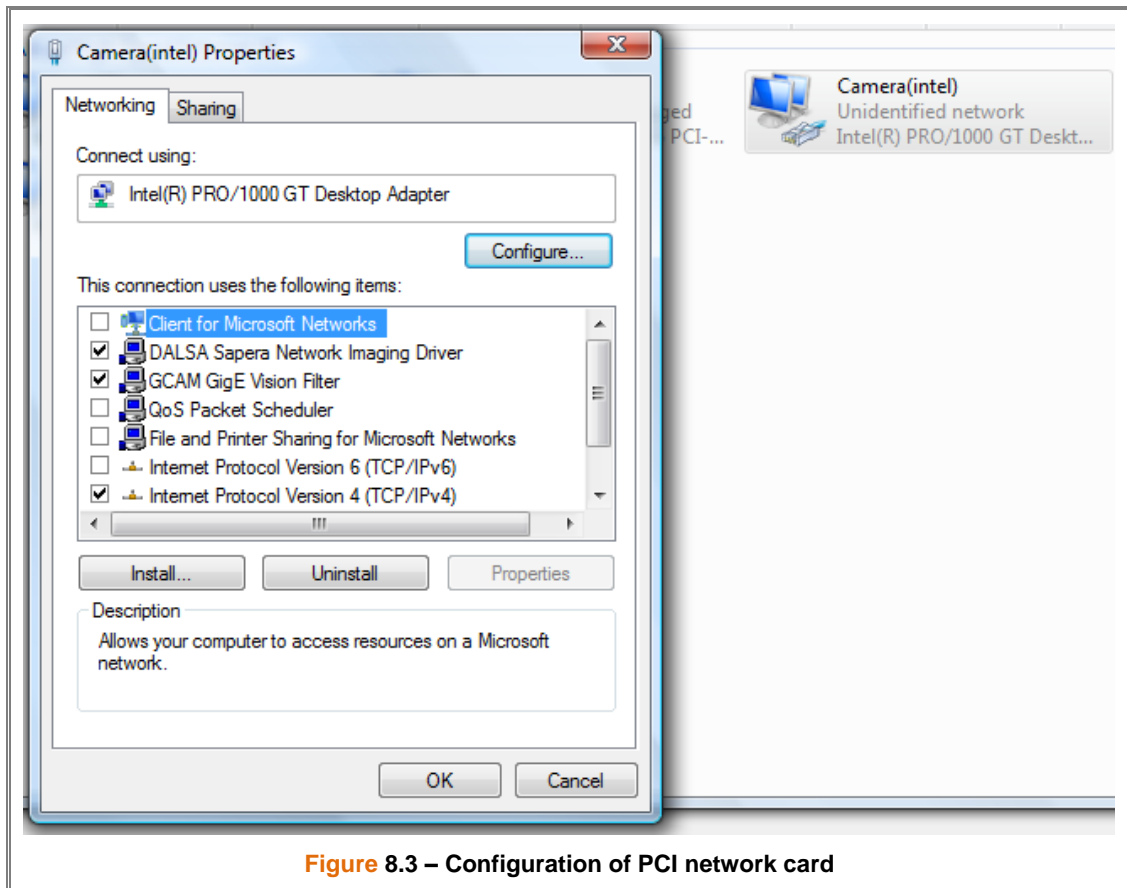 Camera(intel) Properties
Networking
Sharing
Connect using:
Intel(R) PRO/1000 GT Desktop Adapter
Configure...
This connection uses the following items:
Client for Microsoft Networks
DALSA Sapera Network Imaging Driver
GCAM GigE Vision Filter
QoS Packet Scheduler
File and Printer Sharing for Microsoft Networks
Internet Protocol Version 6 (TCP/IPv6)
Internet Protocol Version 4 (TCP/IPv4)
Install...
Uninstall
Properties
Description
Allows your computer to access resources on a Microsoft
network.
OK
Cancel
ged
PCI-...
Camera(intel)
Unidentified network
Intel(R) PRO/1000 GT Deskt...
Figure 8.3 – Configuration of PCI network card